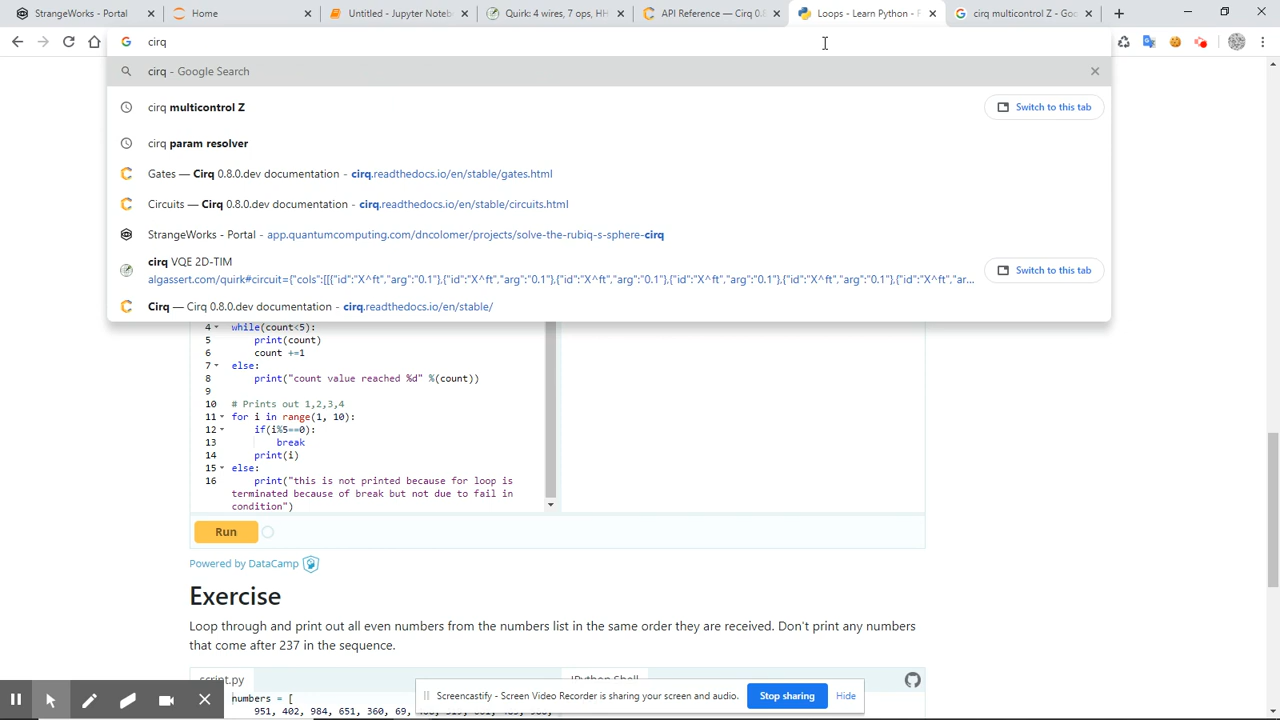 StrangeWorks - Portal
Home
Untitled - Jupyter Noteb
Quirk: 4 wires, 7 ops, HH
API Reference — Cirq 0.8
Loops - Learn Python - F
cirq multicontrol Z - Goo
cirq
cirq - Google Search
cirq multicontrol Z
Switch to this tab
cirq param resolver
Gates — Cirq 0.8.0.dev documentation - cirq.readthedocs.io/en/stable/gates.html
Circuits — Cirq 0.8.0.dev documentation - cirq.readthedocs.io/en/stable/circuits.html
StrangeWorks - Portal - app.quantumcomputing.com/dncolomer/projects/solve-the-rubiq-s-sphere-cirq
cirq VQE 2D-TIM
algassert.com/quirk#circuit={"cols":[[{"id":"X^ft","arg":"0.1"},{"id":"X^ft","arg":"0.1"},{"id":"X^ft","arg":"0.1"},{"id":"X^ft","arg":"0.1"},{"id":"X^ft","arg":"0.1"},{"id":"X^ft","ar...
Switch to this tab
Cirq — Cirq 0.8.0.dev documentation - cirq.readthedocs.io/en/stable/
4 while(count<5):
5 print(count)
6 count +=1
7 else:
8 print("count value reached %d" %(count))
9
10 # Prints out 1,2,3,4
11 for i in range(1, 10):
12 if(i%5==0):
13 break
14 print(i)
15 else:
16 print("this is not printed because for loop is
terminated because of break but not due to fail in
condition")
Run
Powered by DataCamp
Exercise
Loop through and print out all even numbers from the numbers list in the same order they are received. Don't print any numbers
that come after 237 in the sequence.
script.py
IPython Shell
numbers = [
951, 402, 984, 651, 360, 69,
Screencastify - Screen Video Recorder is sharing your screen and audio.
Stop sharing
Hide